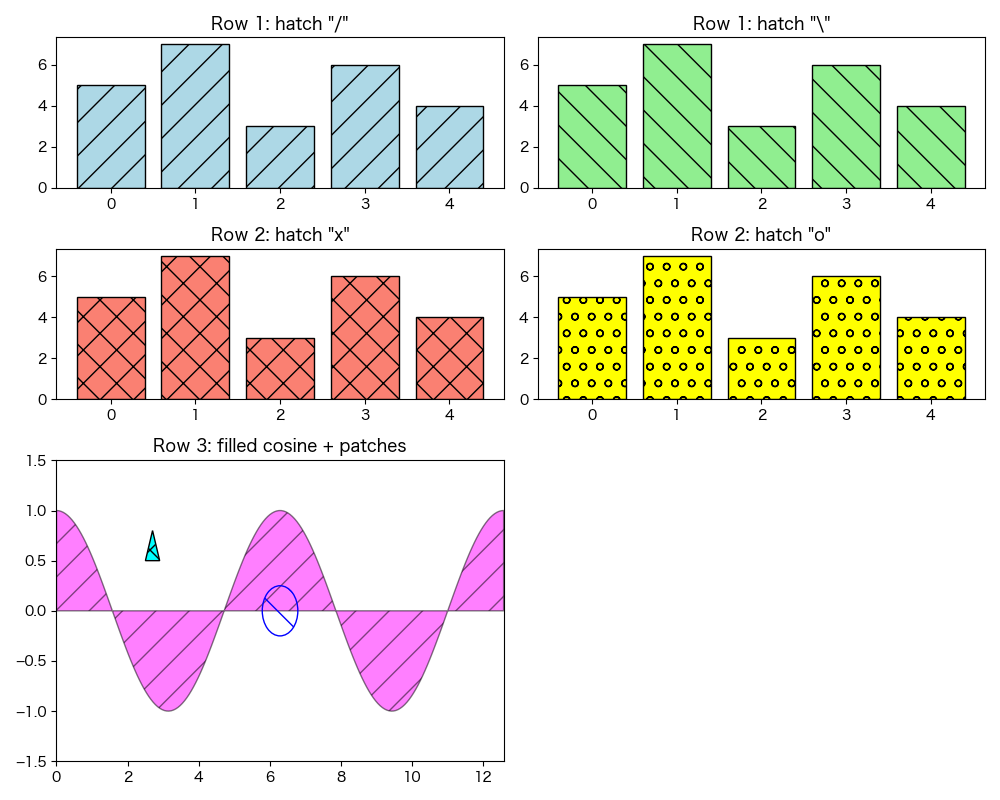 Row 1: hatch "/"
6
4
2
0
0 1 2 3 4
Row 1: hatch "\"
6
4
2
0
0 1 2 3 4
Row 2: hatch "x"
6
4
2
0
0 1 2 3 4
Row 2: hatch "o"
6
4
2
0
0 1 2 3 4
Row 3: filled cosine + patches
1.5
1.0
0.5
0.0
−0.5
−1.0
−1.5
0 2 4 6 8 10 12